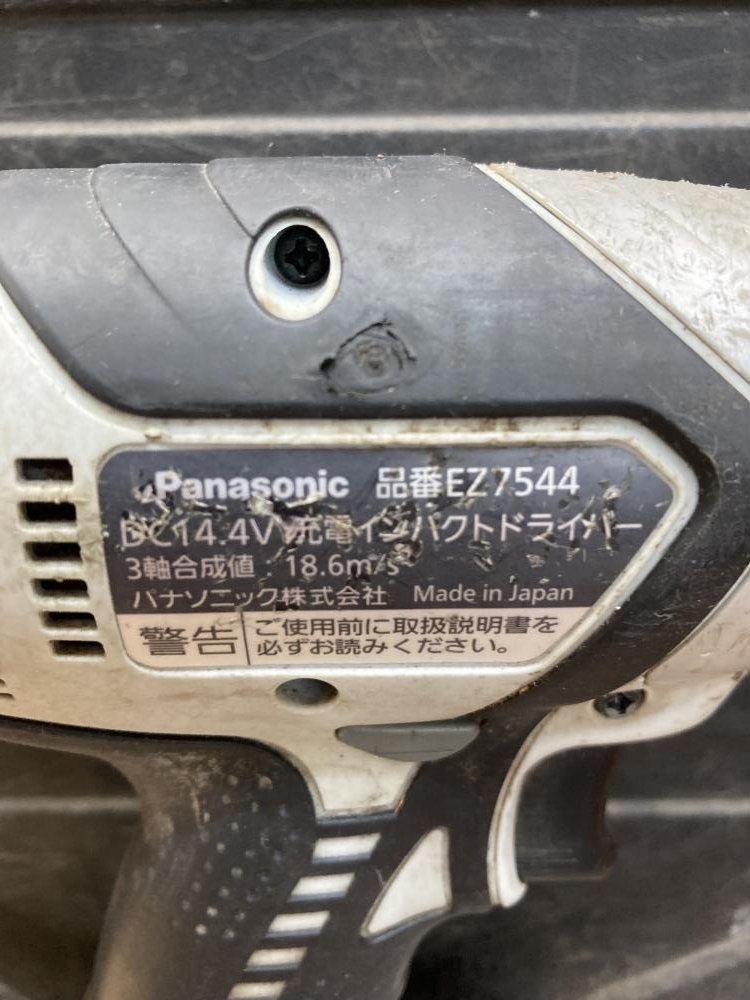 Panasonic 品番EZ7544
DC14.4V 充電インパクトドライバー
3軸合成値：18.6m/s²
パナソニック株式会社 Made in Japan
警告
ご使用前に取扱説明書を
必ずお読みください。